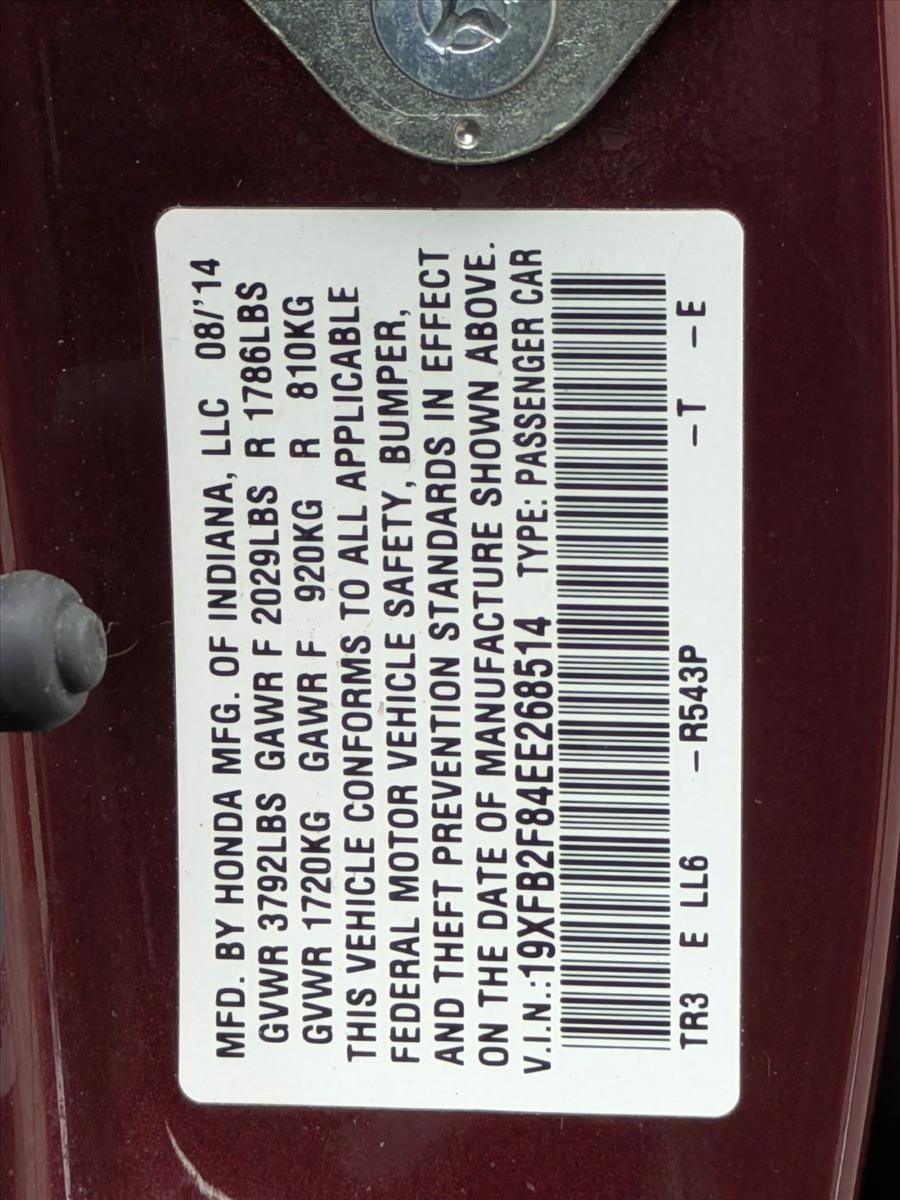 MFD. BY HONDA MFG. OF INDIANA, LLC 08/'14
GVWR 3792LBS GAWR F 2029LBS R 1786LBS
GVWR 1720KG GAWR F 920KG R 810KG
THIS VEHICLE CONFORMS TO ALL APPLICABLE
FEDERAL MOTOR VEHICLE SAFETY, BUMPER,
AND THEFT PREVENTION STANDARDS IN EFFECT
ON THE DATE OF MANUFACTURE SHOWN ABOVE.
V.I.N.:19XFB2F84EE268514 TYPE: PASSENGER CAR
TR3 E LL6 –R543P –T –E